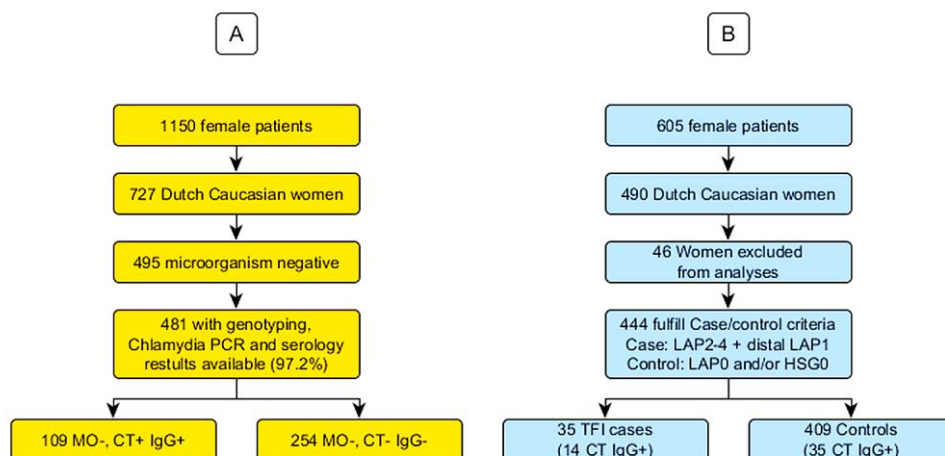 A
1150 female patients
727 Dutch Caucasian women
495 microorganism negative
481 with genotyping,
Chlamydia PCR and serology
restults available (97.2%)
109 MO-, CT+ IgG+
254 MO-, CT- IgG-
B
605 female patients
490 Dutch Caucasian women
46 Women excluded
from analyses
444 fulfill Case/control criteria
Case: LAP2-4 + distal LAP1
Control: LAP0 and/or HSG0
35 TFI cases
(14 CT IgG+)
409 Controls
(35 CT IgG+)